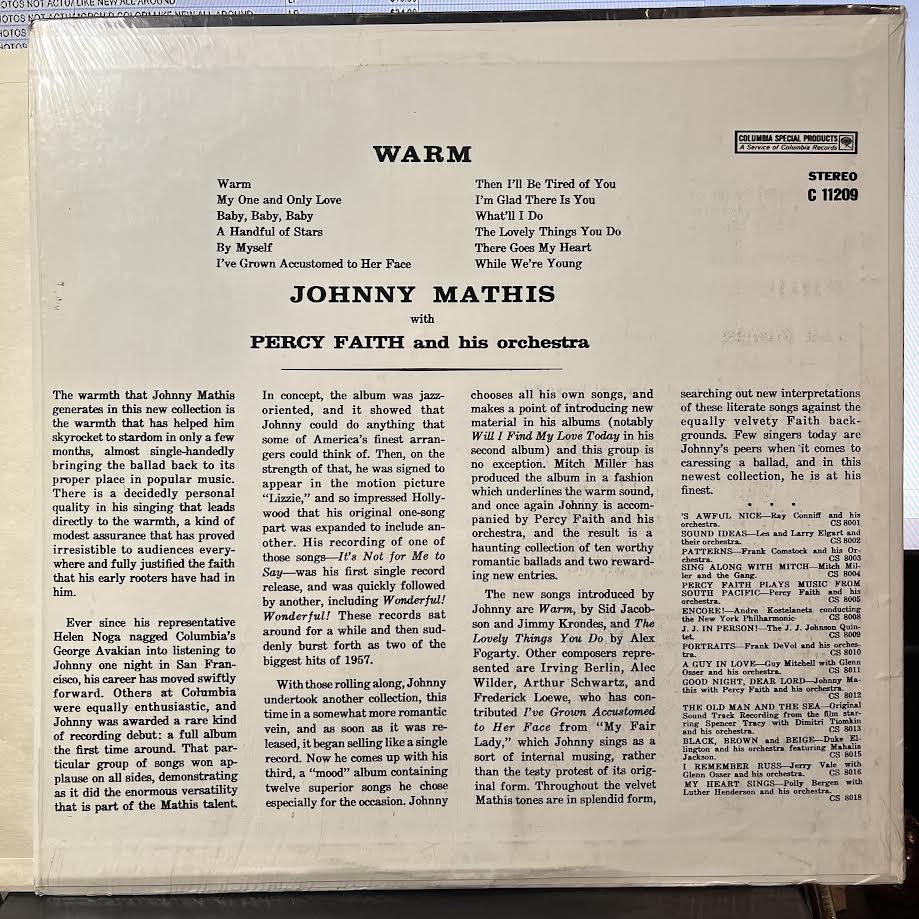 OTOS NOT ACTU/ LIKE NEW ALL AROUND
LP
OTOS NOT
HOTOS
HOTOS
COLUMBIA SPECIAL PRODUCTS
A Service of Columbia Records
STEREO
C 11209
WARM
Warm
My One and Only Love
Baby, Baby, Baby
A Handful of Stars
By Myself
I've Grown Accustomed to Her Face
Then I'll Be Tired of You
I'm Glad There Is You
What'll I Do
The Lovely Things You Do
There Goes My Heart
While We're Young
JOHNNY MATHIS
with
PERCY FAITH and his orchestra
The warmth that Johnny Mathis
generates in this new collection is
the warmth that has helped him
skyrocket to stardom in only a few
months, almost single-handedly
bringing the ballad back to its
proper place in popular music.
There is a decidedly personal
quality in his singing that leads
directly to the warmth, a kind of
modest assurance that has proved
irresistible to audiences every-
where and fully justified the faith
that his early rooters have had in
him.
Ever since his representative
Helen Noga nagged Columbia's
George Avakian into listening to
Johnny one night in San Fran-
cisco, his career has moved swiftly
forward. Others at Columbia
were equally enthusiastic, and
Johnny was awarded a rare kind
of recording debut: a full album
the first time around. That par-
ticular group of songs won ap-
plause on all sides, demonstrating
as it did the enormous versatility
that is part of the Mathis talent.
In concept, the album was jazz-
oriented, and it showed that
Johnny could do anything that
some of America's finest arran-
gers could think of. Then, on the
strength of that, he was signed to
appear in the motion picture
"Lizzie," and so impressed Holly-
wood that his original one-song
part was expanded to include an-
other. His recording of one of
those songs—It's Not for Me to
Say—was his first single record
release, and was quickly followed
by another, including Wonderful!
Wonderful! These records sat
around for a while and then sud-
denly burst forth as two of the
biggest hits of 1957.
With those rolling along, Johnny
undertook another collection, this
time in a somewhat more romantic
vein, and as soon as it was re-
leased, it began selling like a single
record. Now he comes up with his
third, a "mood" album containing
twelve superior songs he chose
especially for the occasion. Johnny
chooses all his own songs, and
makes a point of introducing new
material in his albums (notably
Will I Find My Love Today in his
second album) and this group is
no exception. Mitch Miller has
produced the album in a fashion
which underlines the warm sound,
and once again Johnny is accom-
panied by Percy Faith and his
orchestra, and the result is a
haunting collection of ten worthy
romantic ballads and two reward-
ing new entries.
The new songs introduced by
Johnny are Warm, by Sid Jacob-
son and Jimmy Krondes, and The
Lovely Things You Do by Alex
Fogarty. Other composers repre-
sented are Irving Berlin, Alec
Wilder, Arthur Schwartz, and
Frederick Loewe, who has con-
tributed I've Grown Accustomed
to Her Face from "My Fair
Lady," which Johnny sings as a
sort of internal musing, rather
than the testy protest of its orig-
inal form. Throughout the velvet
Mathis tones are in splendid form,
searching out new interpretations
of these literate songs against the
equally velvety Faith back-
grounds. Few singers today are
Johnny's peers when it comes to
caressing a ballad, and in this
newest collection, he is at his
finest.
• • •
'S AWFUL NICE—Ray Conniff and his
orchestra. CS 8001
SOUND IDEAS—Les and Larry Elgart and
their orchestra. CS 8002
PATTERNS—Frank Comstock and his Or-
chestra. CS 8003
SING ALONG WITH MITCH—Mitch Mil-
ler and the Gang. CS 8004
PERCY FAITH PLAYS MUSIC FROM
SOUTH PACIFIC—Percy Faith and his
orchestra. CS 8005
ENCORE!—Andre Kostelanetz conducting
the New York Philharmonic CS 8008
J. J. IN PERSON!—The J. J. Johnson Quin-
tet. CS 8009
PORTRAITS—Frank DeVol and his orches-
tra. CS 8010
A GUY IN LOVE—Guy Mitchell with Glenn
Osser and his orchestra. CS 8011
GOOD NIGHT, DEAR LORD—Johnny Ma-
this with Percy Faith and his orchestra.
CS 8012
THE OLD MAN AND THE SEA—Original
Sound Track Recording from the film star-
ring Spencer Tracy with Dimitri Tiomkin
and his orchestra. CS 8013
BLACK, BROWN and BEIGE—Duke El-
lington and his orchestra featuring Mahalia
Jackson. CS 8015
I REMEMBER RUSS—Jerry Vale with
Glenn Osser and his orchestra. CS 8016
MY HEART SINGS—Polly Bergen with
Luther Henderson and his orchestra.
CS 8018